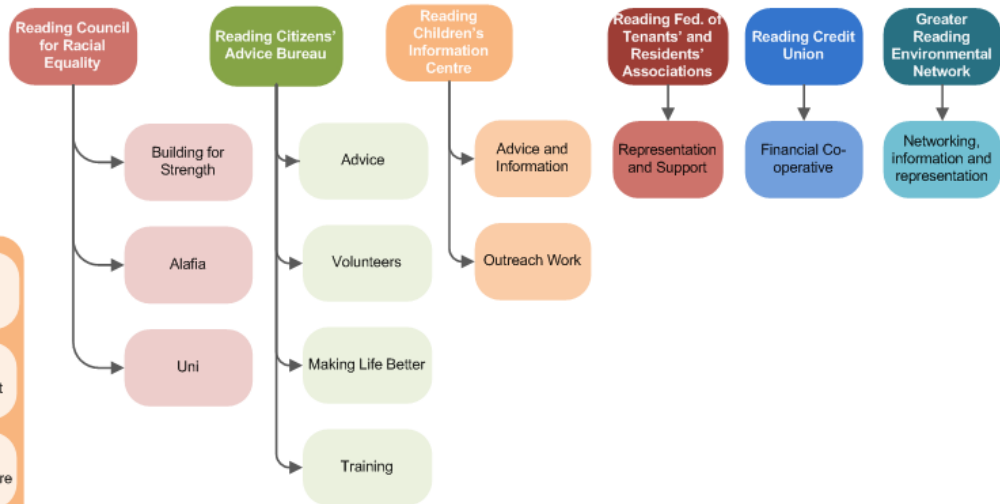 Reading Council
for Racial
Equality
Building for
Strength
Alafia
Uni
Reading Citizens'
Advice Bureau
Advice
Volunteers
Making Life Better
Training
Reading
Children's
Information
Centre
Advice and
Information
Outreach Work
Reading Fed. of
Tenants' and
Residents'
Associations
Representation
and Support
Reading Credit
Union
Financial Co-
operative
Greater
Reading
Environmental
Network
Networking,
information and
representation